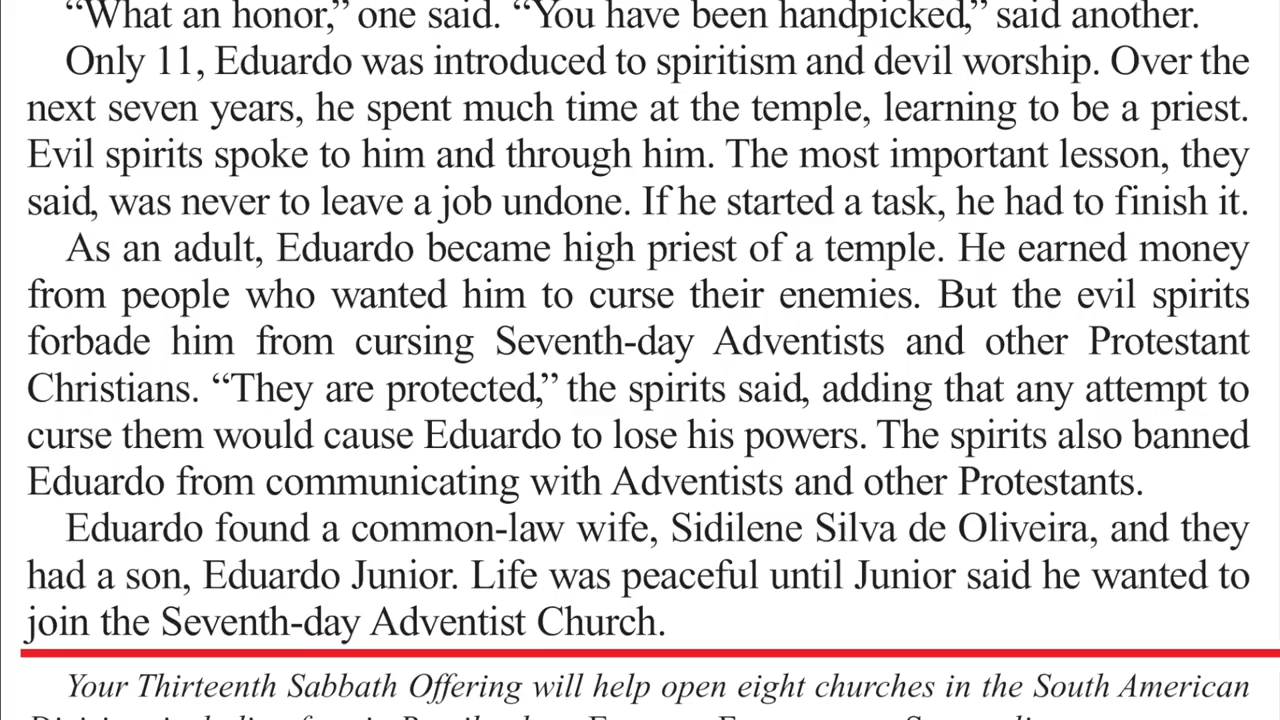 “What an honor,” one said. “You have been handpicked,” said another.
Only 11, Eduardo was introduced to spiritism and devil worship. Over the
next seven years, he spent much time at the temple, learning to be a priest.
Evil spirits spoke to him and through him. The most important lesson, they
said, was never to leave a job undone. If he started a task, he had to finish it.
As an adult, Eduardo became high priest of a temple. He earned money
from people who wanted him to curse their enemies. But the evil spirits
forbade him from cursing Seventh-day Adventists and other Protestant
Christians. “They are protected,” the spirits said, adding that any attempt to
curse them would cause Eduardo to lose his powers. The spirits also banned
Eduardo from communicating with Adventists and other Protestants.
Eduardo found a common-law wife, Sidilene Silva de Oliveira, and they
had a son, Eduardo Junior. Life was peaceful until Junior said he wanted to
join the Seventh-day Adventist Church.
Your Thirteenth Sabbath Offering will help open eight churches in the South American